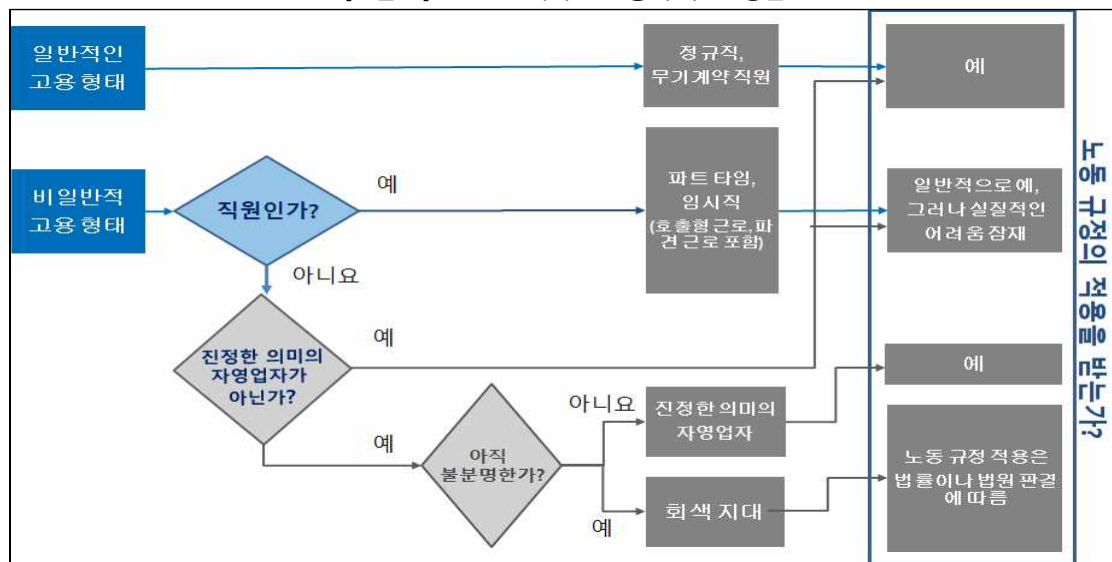 일반적인
고용 형태
정규직,
무기계약 직원
예
비일반적
고용 형태
직원인가?
예
파트 타임,
임시직
(호출형 근로, 파
견 근로 포함)
일반적으로 예,
그러나 실질적인
어려움 잠재
아니요
진정한 의미의
자영업자가
아닌가?
예
예
아직
불분명한가?
아니요
진정한 의미의
자영업자
예
예
회색 지대
노동 규정 적용은
법률이나 법원 판결
에 따름
노동 규정의 적용을 받는가?